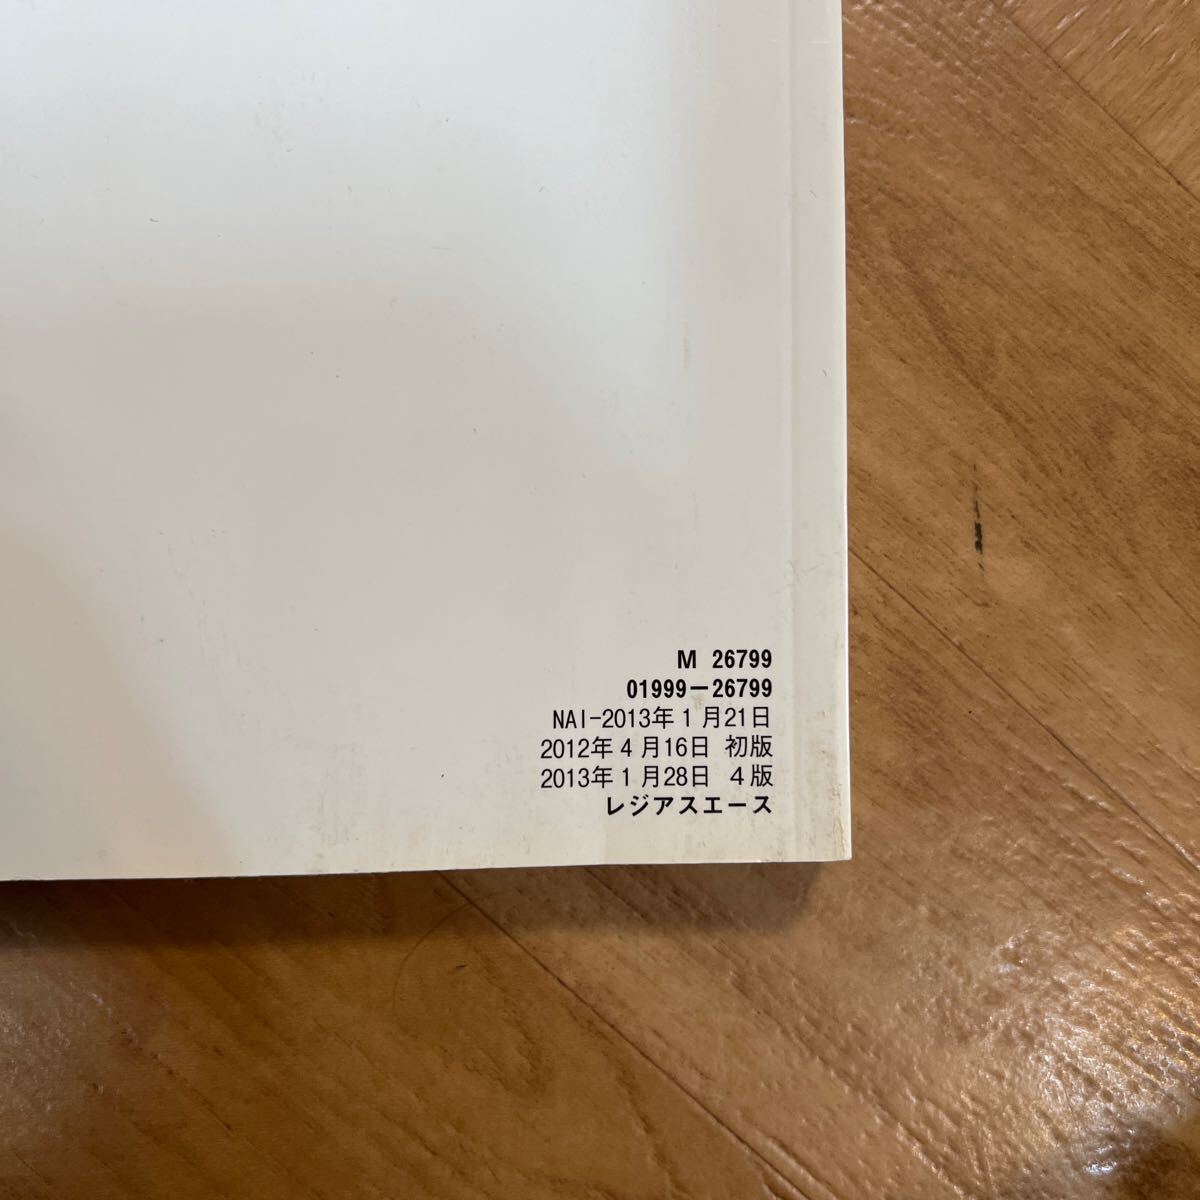 M 26799
01999−26799
NAI−2013年1月21日
2012年4月16日 初版
2013年1月28日 4版
レジアスエース